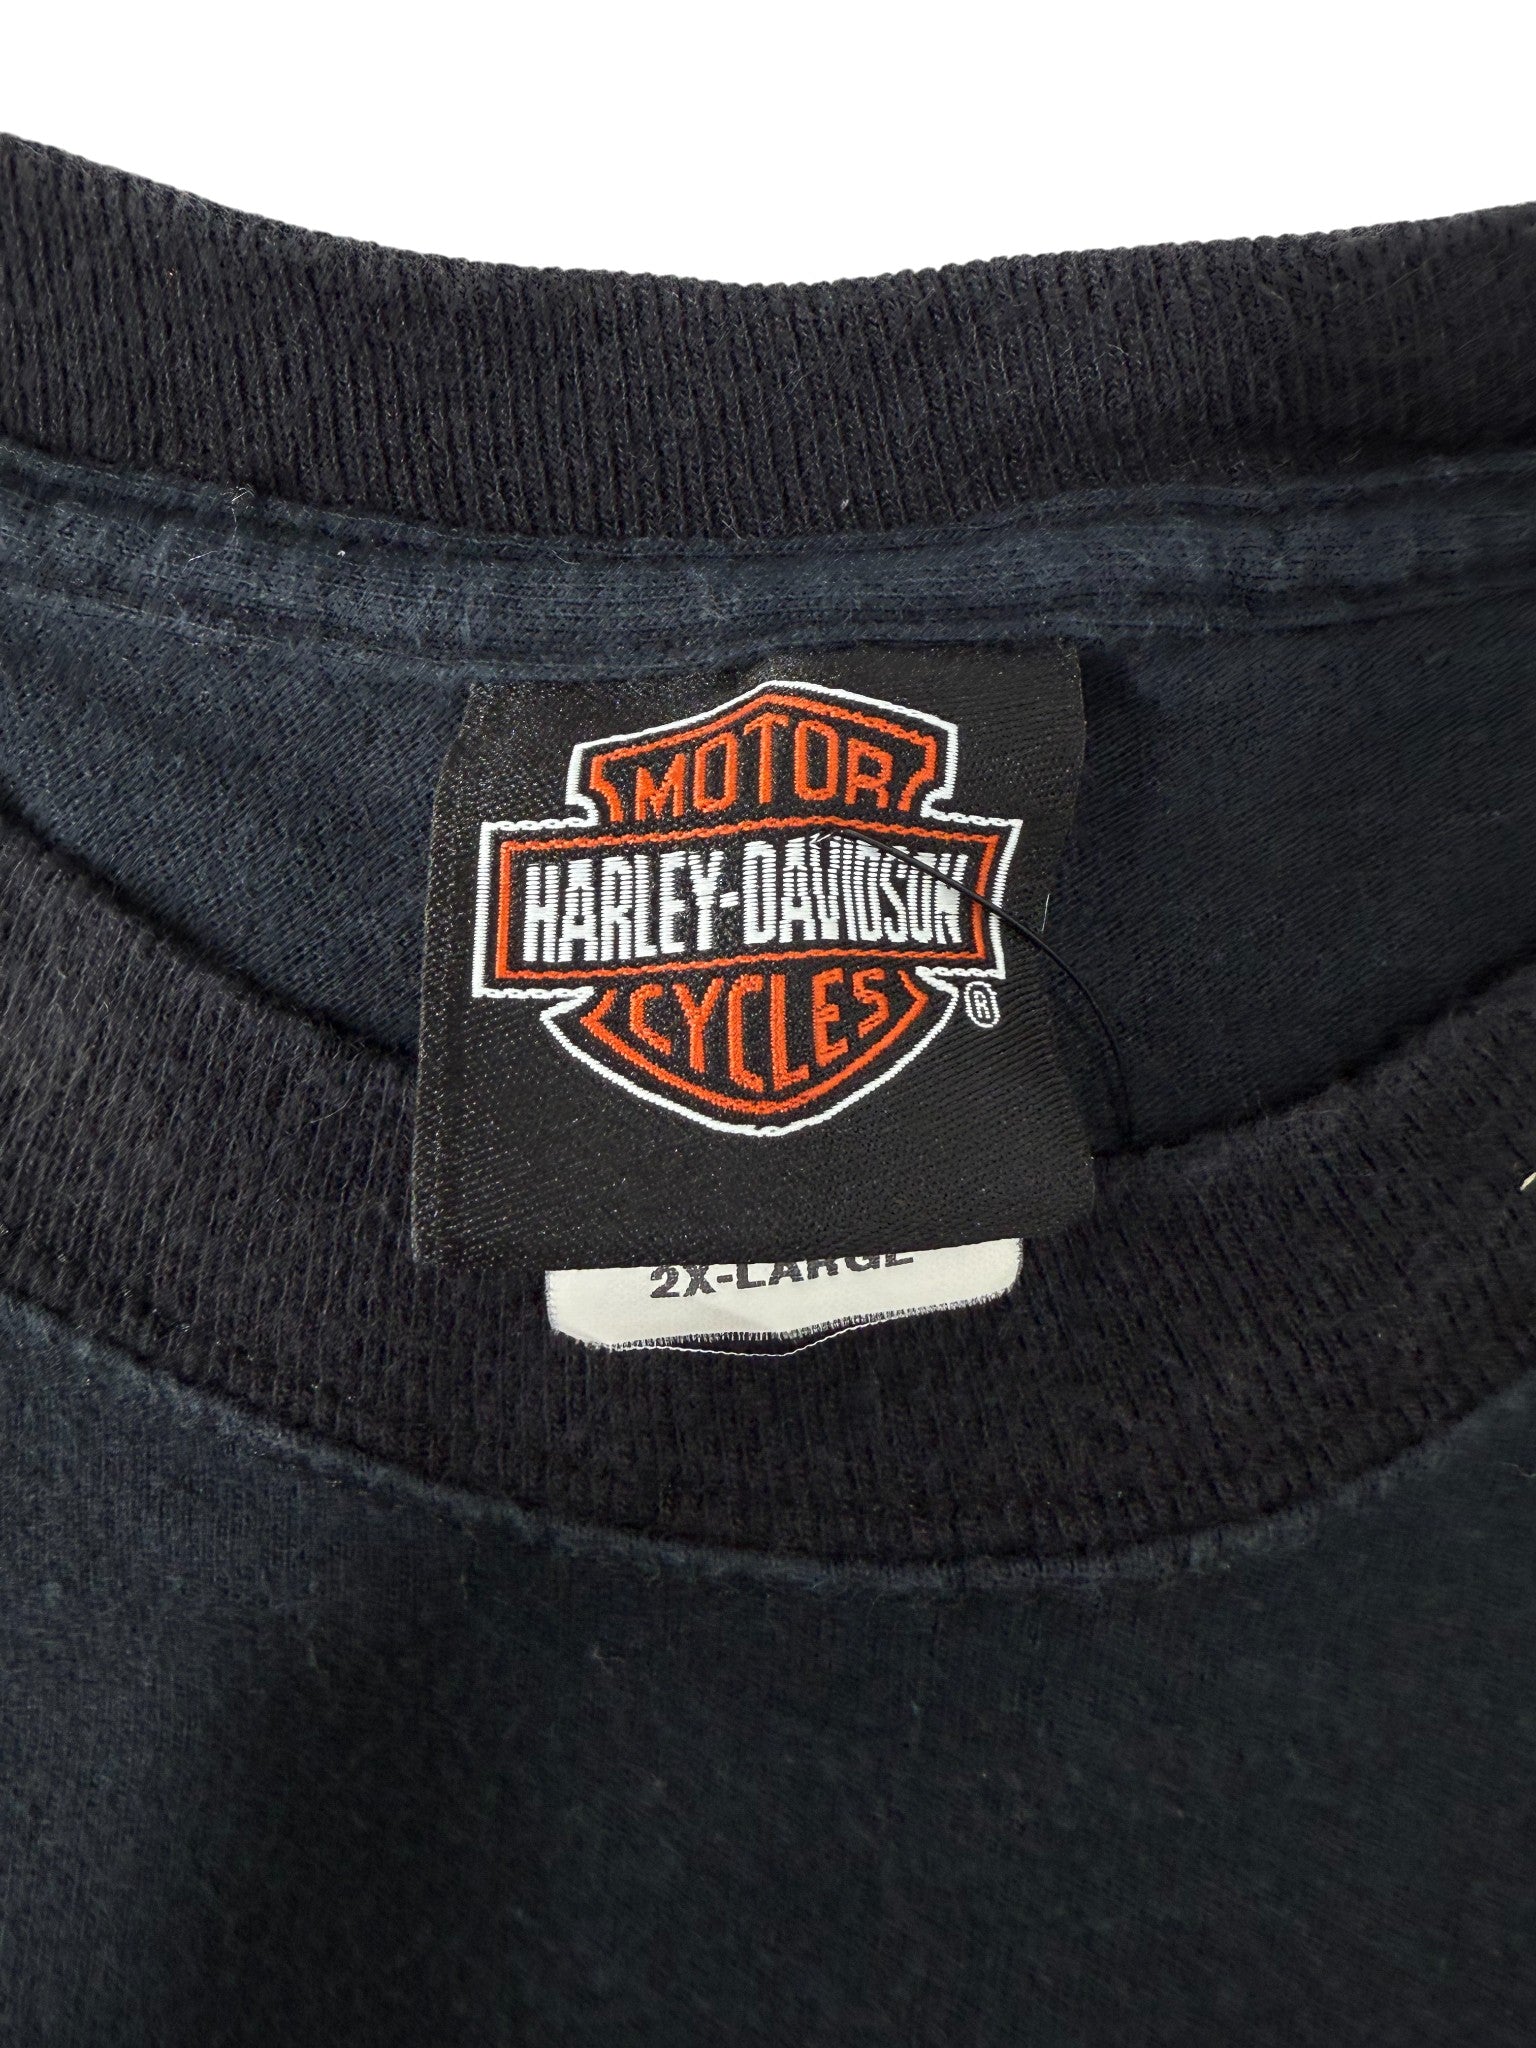 MOTOR
HARLEY-DAVIDSON
CYCLES
®
2X-LARGE